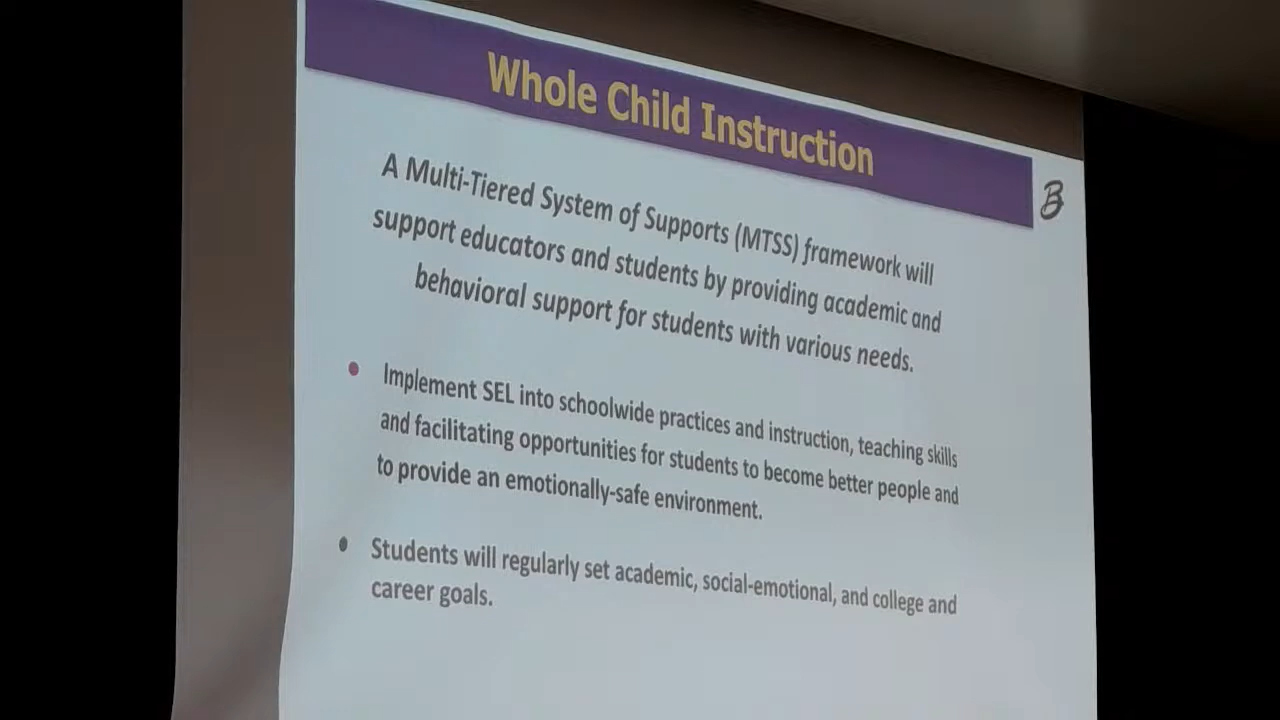 Whole Child Instruction
B
A Multi-Tiered System of Supports (MTSS) framework will
support educators and students by providing academic and
behavioral support for students with various needs.
• Implement SEL into schoolwide practices and instruction, teaching skills
and facilitating opportunities for students to become better people and
to provide an emotionally-safe environment.
• Students will regularly set academic, social-emotional, and college and
career goals.